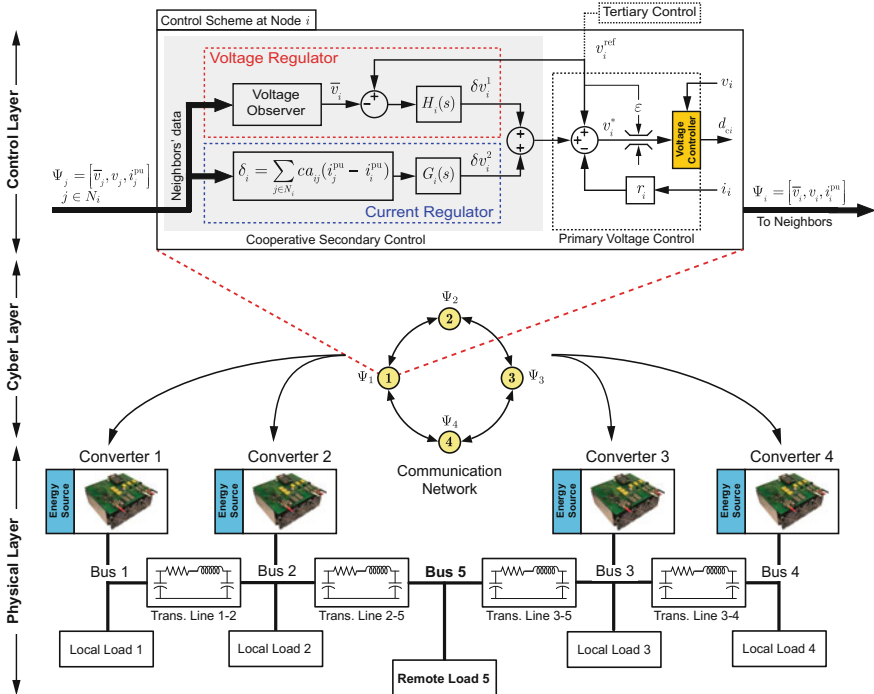 Control Scheme at Node i
Tertiary Control
Control Layer
Voltage Regulator
v_i^ref
Voltage Observer
v̅_i
H_i(s)
δv_i^1
Neighbors' data
Ψ_j = [v̅_j, v_j, i_j^pu]
j ∈ N_i
δ_i = ∑_{j∈N_i} ca_ij(i_j^pu − i_i^pu)
G_i(s)
δv_i^2
Current Regulator
Cooperative Secondary Control
v_i^*
ε
Voltage Controller
v_i
d_ci
r_i
i_i
Primary Voltage Control
Ψ_i = [v̅_i, v_i, i_i^pu]
To Neighbors
Cyber Layer
Ψ_2
2
Ψ_1
1
3
Ψ_3
Ψ_4
4
Communication
Network
Physical Layer
Converter 1
Converter 2
Converter 3
Converter 4
Energy Source
Energy Source
Energy Source
Energy Source
Bus 1
Bus 2
Bus 5
Bus 3
Bus 4
Trans. Line 1-2
Trans. Line 2-5
Trans. Line 3-5
Trans. Line 3-4
Local Load 1
Local Load 2
Local Load 3
Local Load 4
Remote Load 5